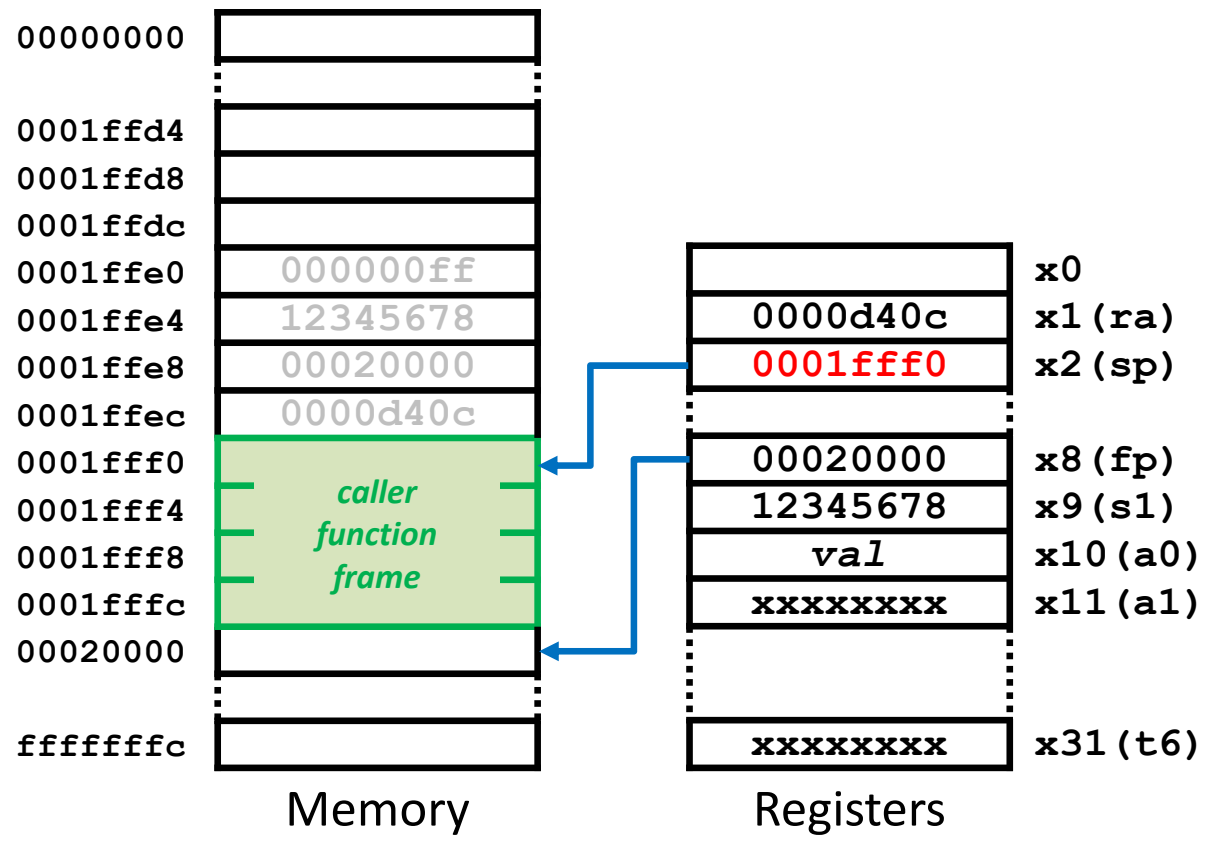 00000000
0001ffd4
0001ffd8
0001ffdc
0001ffe0 000000ff x0
0001ffe4 12345678 0000d40c x1(ra)
0001ffe8 00020000 0001fff0 x2(sp)
0001ffec 0000d40c
0001fff0 00020000 x8(fp)
0001fff4 caller 12345678 x9(s1)
0001fff8 function val x10(a0)
0001fffc frame xxxxxxxx x11(a1)
00020000
fffffffc xxxxxxxx x31(t6)
Memory Registers